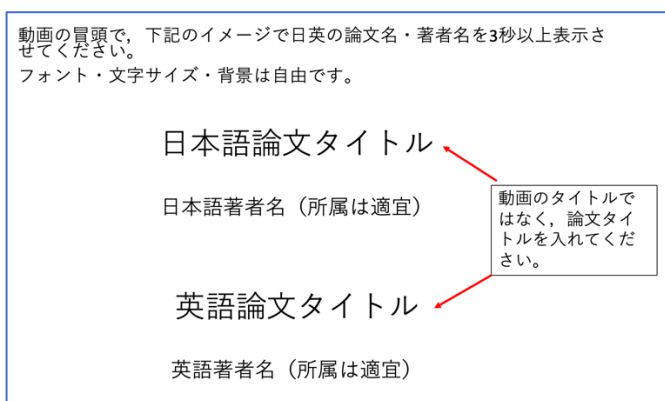 動画の冒頭で，下記のイメージで日英の論文名・著者名を3秒以上表示さ
せてください。
フォント・文字サイズ・背景は自由です。
日本語論文タイトル
日本語著者名（所属は適宜）
動画のタイトルで
はなく，論文タイ
トルを入れてくだ
さい。
英語論文タイトル
英語著者名（所属は適宜）